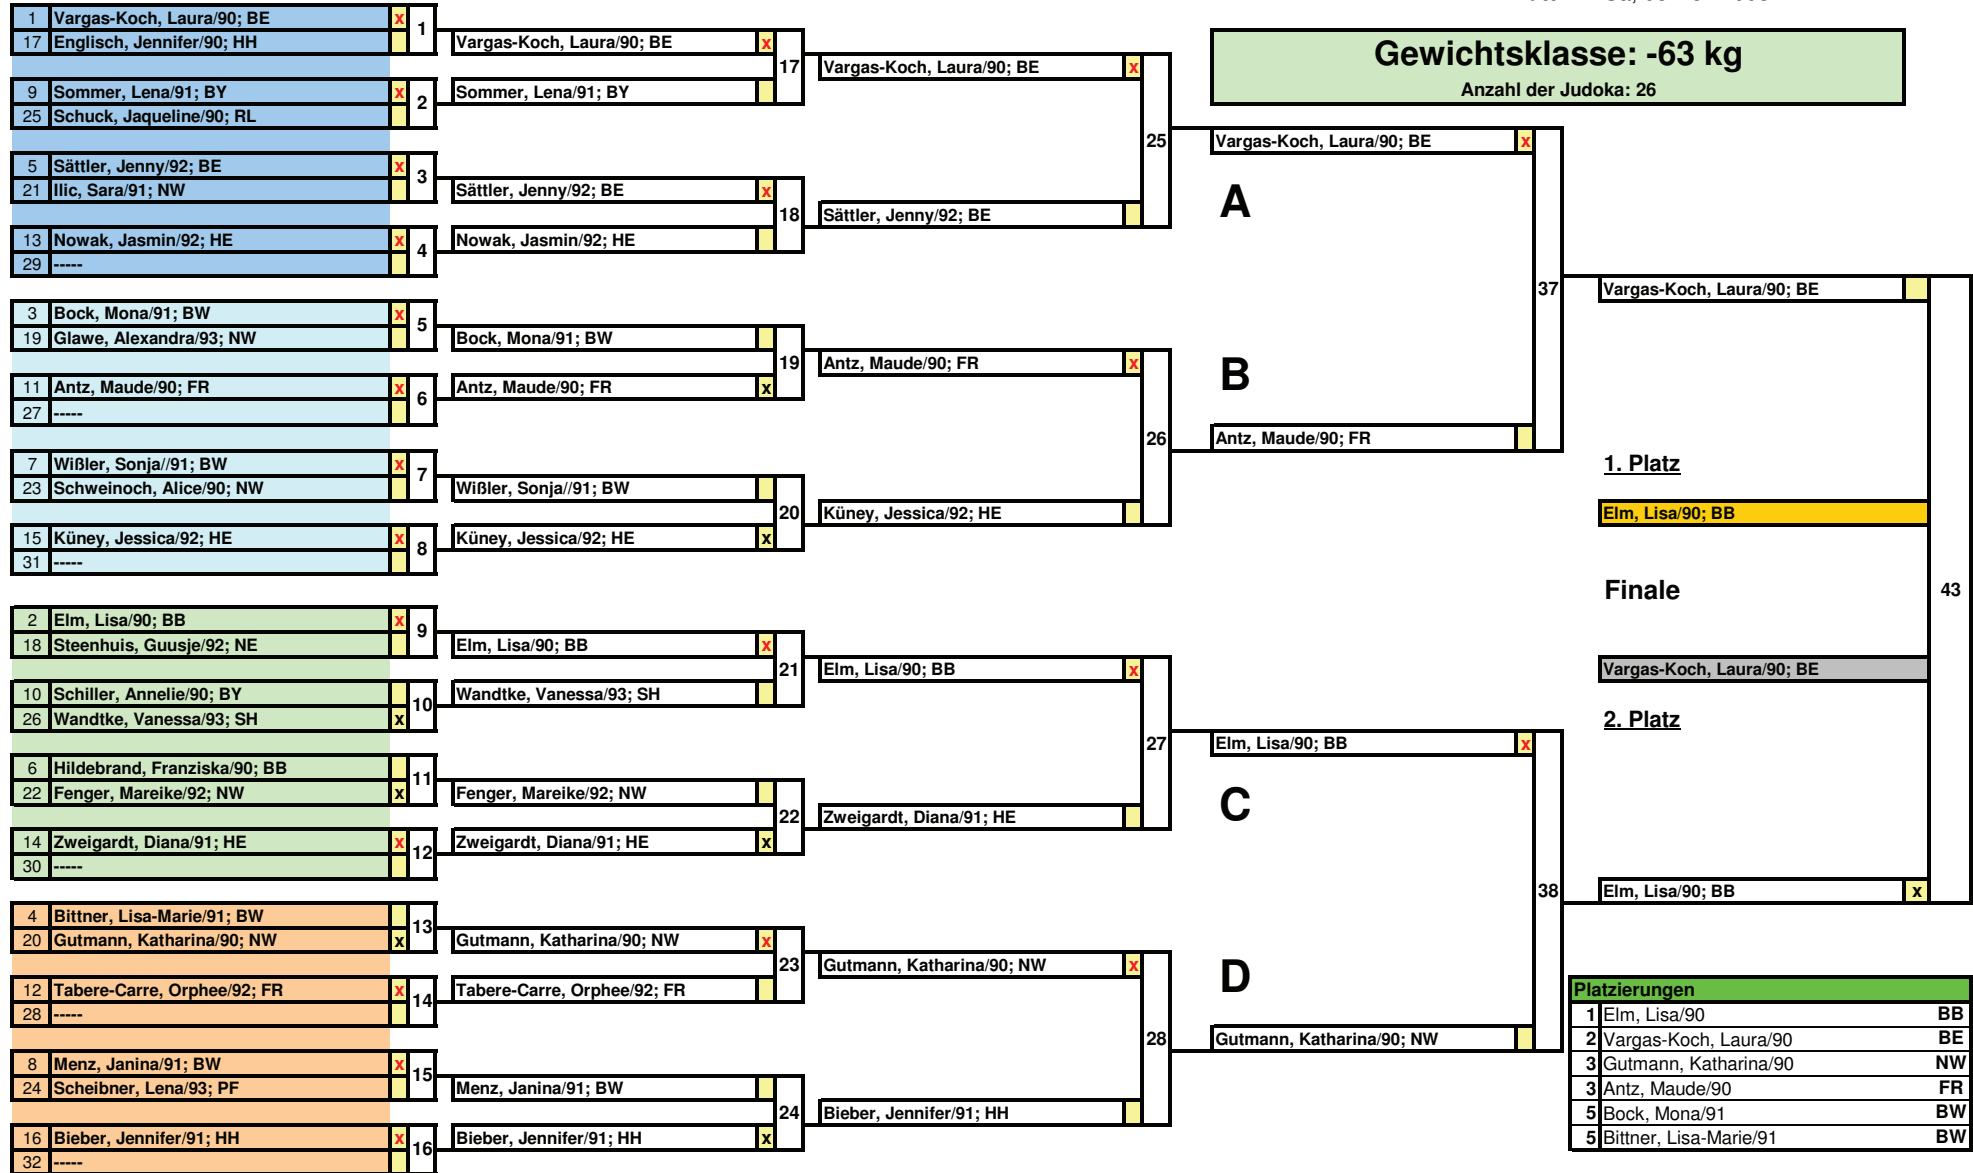 Gewichtsklasse: -63 kg
Anzahl der Judoka: 26
1 Vargas-Koch, Laura/90; BE x
17 Englisch, Jennifer/90; HH
1
9 Sommer, Lena/91; BY x
25 Schuck, Jaqueline/90; RL
2
5 Sättler, Jenny/92; BE x
21 Ilic, Sara/91; NW
3
13 Nowak, Jasmin/92; HE x
29 -----
4
3 Bock, Mona/91; BW x
19 Glawe, Alexandra/93; NW
5
11 Antz, Maude/90; FR x
27 -----
6
7 Wißler, Sonja//91; BW x
23 Schweinoch, Alice/90; NW
7
15 Küney, Jessica/92; HE x
31 -----
8
2 Elm, Lisa/90; BB x
18 Steenhuis, Guusje/92; NE
9
10 Schiller, Annelie/90; BY
26 Wandtke, Vanessa/93; SH x
10
6 Hildebrand, Franziska/90; BB
22 Fenger, Mareike/92; NW x
11
14 Zweigardt, Diana/91; HE x
30 -----
12
4 Bittner, Lisa-Marie/91; BW
20 Gutmann, Katharina/90; NW x
13
12 Tabere-Carre, Orphee/92; FR x
28 -----
14
8 Menz, Janina/91; BW x
24 Scheibner, Lena/93; PF
15
16 Bieber, Jennifer/91; HH x
32 -----
16
Vargas-Koch, Laura/90; BE x
17
Sommer, Lena/91; BY
Sättler, Jenny/92; BE x
18
Nowak, Jasmin/92; HE
Bock, Mona/91; BW
19
Antz, Maude/90; FR x
Wißler, Sonja//91; BW
20
Küney, Jessica/92; HE x
Elm, Lisa/90; BB x
21
Wandtke, Vanessa/93; SH
Fenger, Mareike/92; NW
22
Zweigardt, Diana/91; HE x
Gutmann, Katharina/90; NW x
23
Tabere-Carre, Orphee/92; FR
Menz, Janina/91; BW
24
Bieber, Jennifer/91; HH x
Vargas-Koch, Laura/90; BE x
25
Sättler, Jenny/92; BE
Antz, Maude/90; FR x
26
Küney, Jessica/92; HE
Elm, Lisa/90; BB x
27
Zweigardt, Diana/91; HE
Gutmann, Katharina/90; NW x
28
Bieber, Jennifer/91; HH
Vargas-Koch, Laura/90; BE x
A
37
B
Antz, Maude/90; FR
Elm, Lisa/90; BB x
C
38
D
Gutmann, Katharina/90; NW
Vargas-Koch, Laura/90; BE
1. Platz
Elm, Lisa/90; BB
Finale
43
Vargas-Koch, Laura/90; BE
2. Platz
Elm, Lisa/90; BB x
Platzierungen
1 Elm, Lisa/90 BB
2 Vargas-Koch, Laura/90 BE
3 Gutmann, Katharina/90 NW
3 Antz, Maude/90 FR
5 Bock, Mona/91 BW
5 Bittner, Lisa-Marie/91 BW